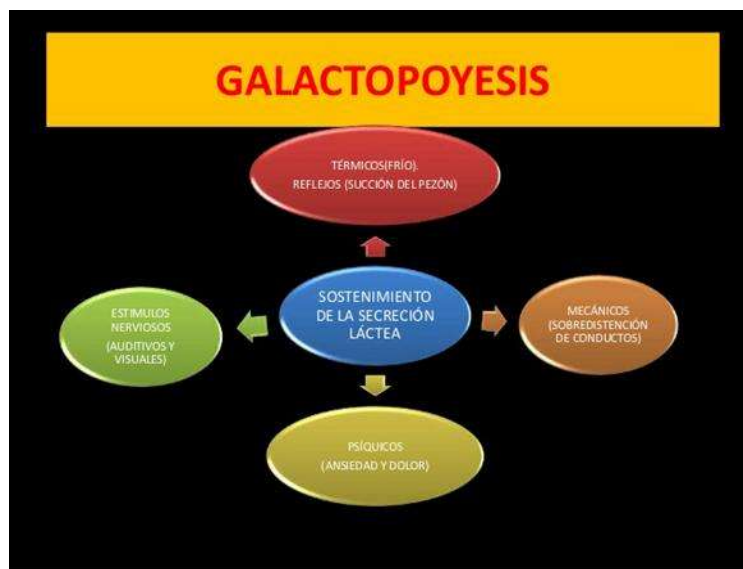 GALACTOPOYESIS
TÉRMICOS(FRÍO).
REFLEJOS (SUCCIÓN DEL PEZÓN)
SOSTENIMIENTO
DE LA SECRECIÓN
LÁCTEA
ESTIMULOS
NERVIOSOS
(AUDITIVOS Y
VISUALES)
MECÁNICOS
(SOBREDISTENCIÓN
DE CONDUCTOS)
PSÍQUICOS
(ANSIEDAD Y DOLOR)